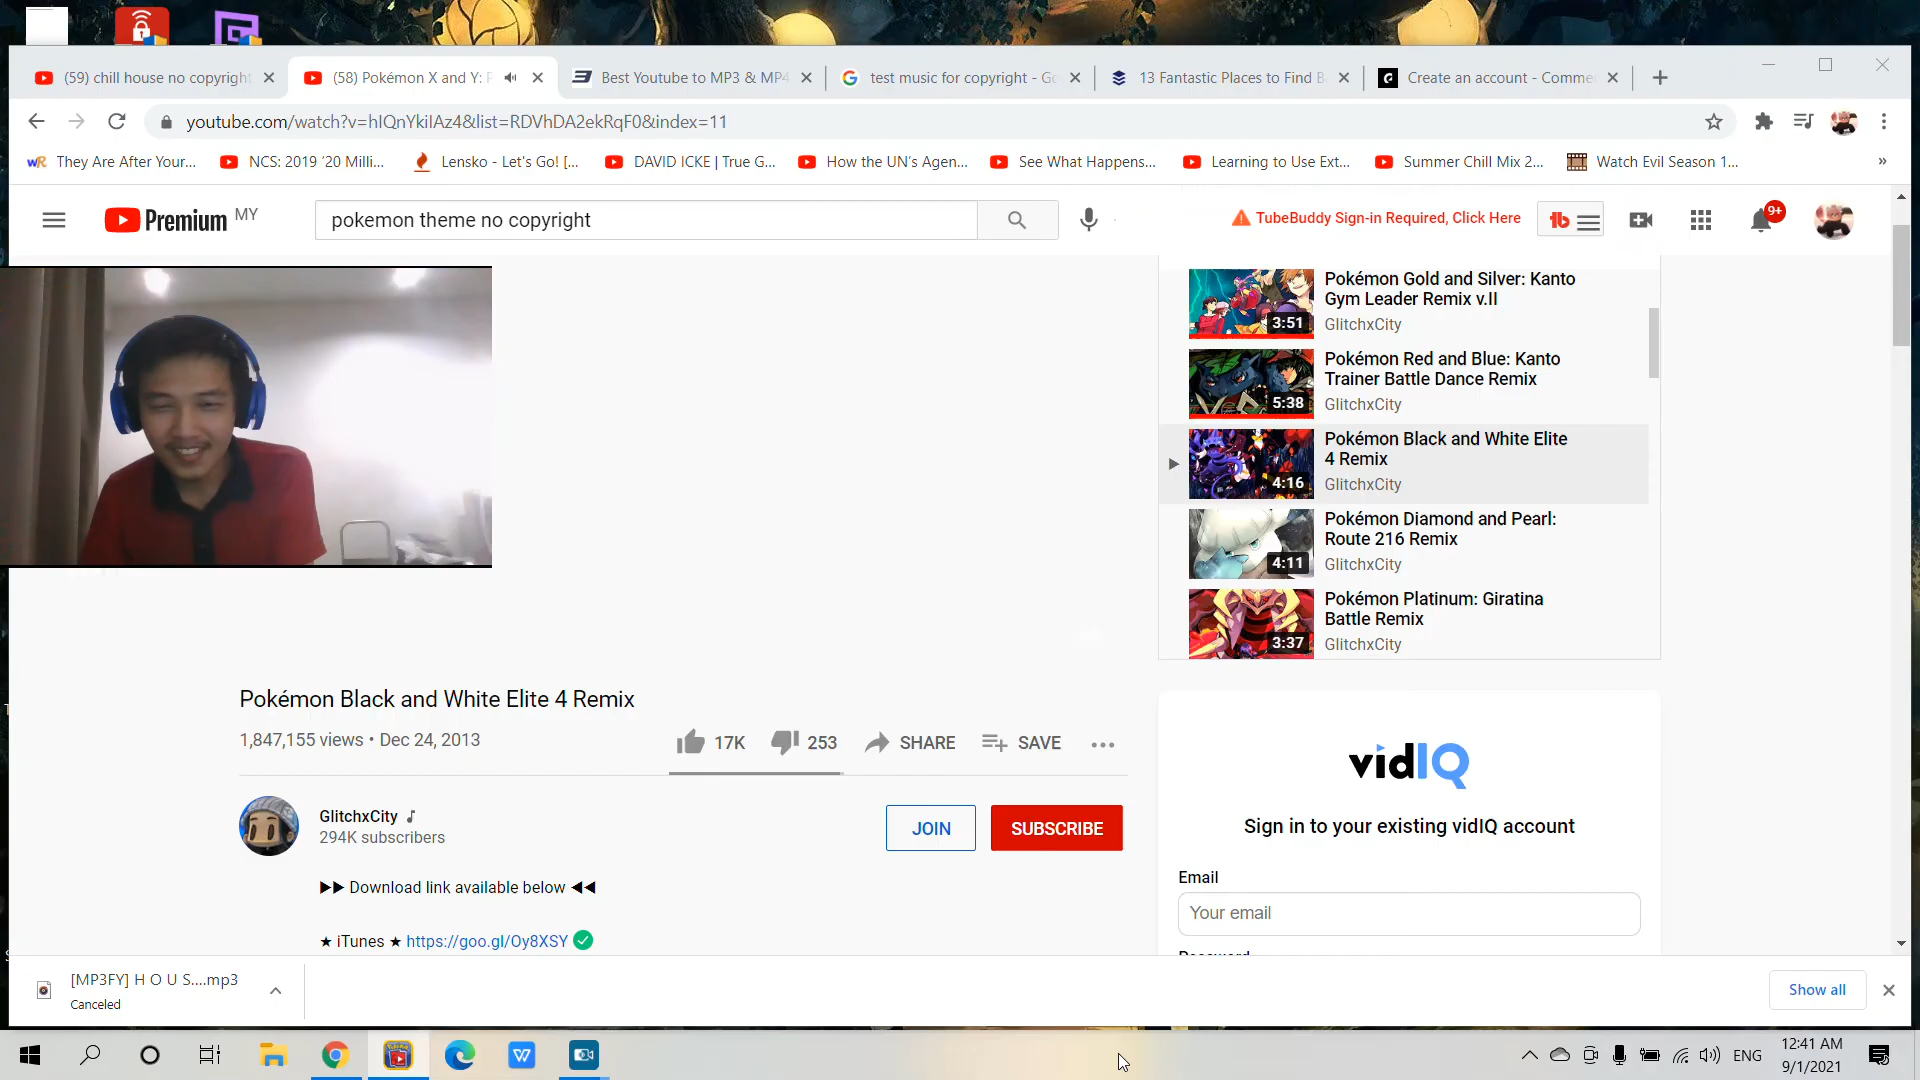 (59) chill house no copyright
(58) Pokémon X and Y: P
Best Youtube to MP3 & MP4
test music for copyright - Go
13 Fantastic Places to Find B
Create an account - Comme
youtube.com/watch?v=hIQnYkiIAz4&list=RDVhDA2ekRqF0&index=11
They Are After Your...
NCS: 2019 '20 Milli...
Lensko - Let's Go! [...
DAVID ICKE | True G...
How the UN's Agen...
See What Happens...
Learning to Use Ext...
Summer Chill Mix 2...
Watch Evil Season 1...
»
Premium MY
pokemon theme no copyright
TubeBuddy Sign-in Required, Click Here
tb
9+
Pokémon Gold and Silver: Kanto
Gym Leader Remix v.II
3:51
GlitchxCity
Pokémon Red and Blue: Kanto
Trainer Battle Dance Remix
5:38
GlitchxCity
Pokémon Black and White Elite
4 Remix
4:16
GlitchxCity
Pokémon Diamond and Pearl:
Route 216 Remix
4:11
GlitchxCity
Pokémon Platinum: Giratina
Battle Remix
3:37
GlitchxCity
Pokémon Black and White Elite 4 Remix
1,847,155 views • Dec 24, 2013
17K
253
SHARE
SAVE
GlitchxCity
294K subscribers
JOIN
SUBSCRIBE
▶▶ Download link available below ◀◀
★ iTunes ★ https://goo.gl/Oy8XSY
vidIQ
Sign in to your existing vidIQ account
Email
Your email
Password
[MP3FY] H O U S....mp3
Canceled
Show all
ENG
12:41 AM
9/1/2021